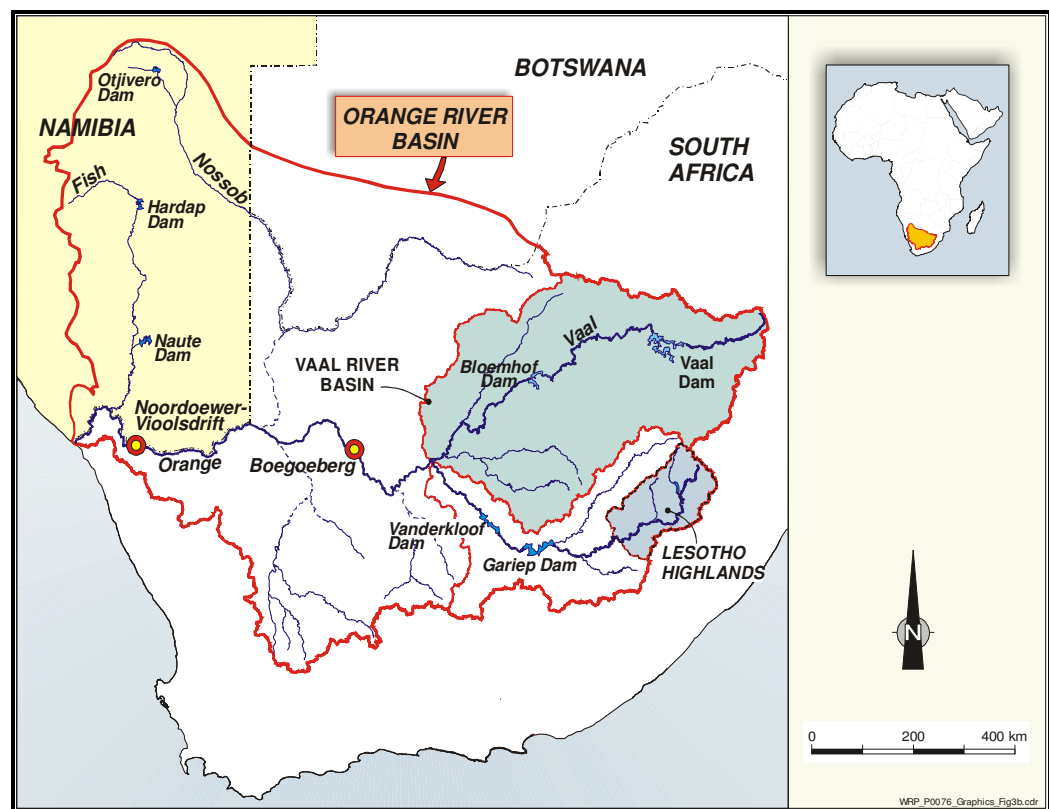 BOTSWANA
Otjivero
Dam
ORANGE RIVER
BASIN
NAMIBIA
SOUTH
AFRICA
Fish
Nossob
Hardap
Dam
Naute
Dam
Vaal
VAAL RIVER
BASIN
Bloemhof
Dam
Vaal
Dam
Noordoewer-
Vioolsdrift
Orange
Boegoeberg
Vanderkloof
Dam
Gariep Dam
LESOTHO
HIGHLANDS
N
0 200 400 km
WRP_P0076_Graphics_Fig3b.cdr